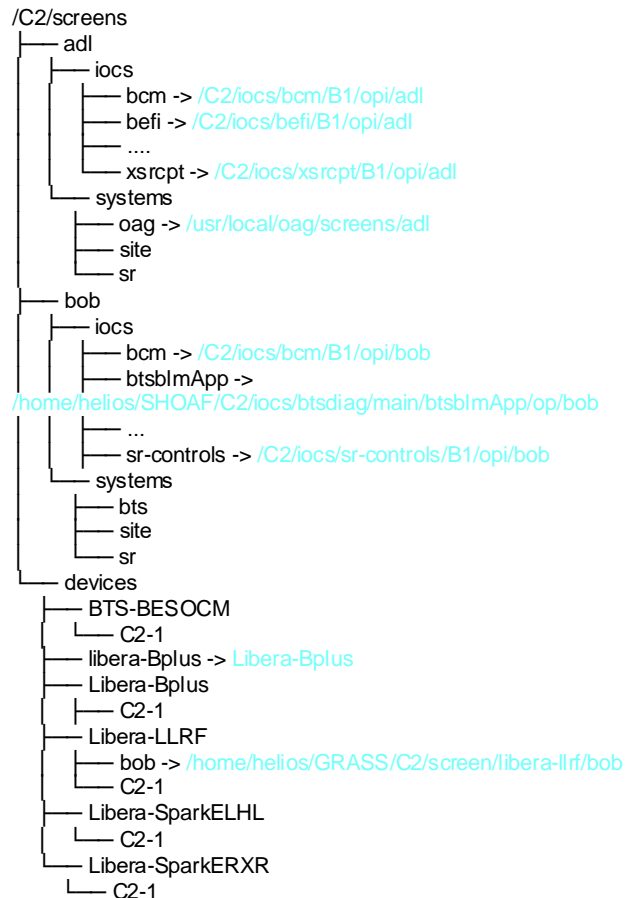 /C2/screens
├── adl
│   ├── iocs
│   │   ├── bcm -> /C2/iocs/bcm/B1/opi/adl
│   │   ├── befi -> /C2/iocs/befi/B1/opi/adl
│   │   ├── ....
│   │   └── xsrcpt -> /C2/iocs/xsrcpt/B1/opi/adl
│   └── systems
│       ├── oag -> /usr/local/oag/screens/adl
│       ├── site
│       └── sr
├── bob
│   ├── iocs
│   │   ├── bcm -> /C2/iocs/bcm/B1/opi/bob
│   │   ├── btsblmApp ->
/home/helios/SHOAF/C2/iocs/btsdiag/main/btsblmApp/op/bob
│   │   ├── ...
│   │   ├── sr-controls -> /C2/iocs/sr-controls/B1/opi/bob
│   └── systems
│       ├── bts
│       ├── site
│       └── sr
└── devices
├── BTS-BESOCM
│   └── C2-1
├── libera-Bplus -> Libera-Bplus
├── Libera-Bplus
│   ├── C2-1
├── Libera-LLRF
│   ├── bob -> /home/helios/GRASS/C2/screen/libera-llrf/bob
│   └── C2-1
├── Libera-SparkELHL
│   └── C2-1
└── Libera-SparkERXR
└── C2-1